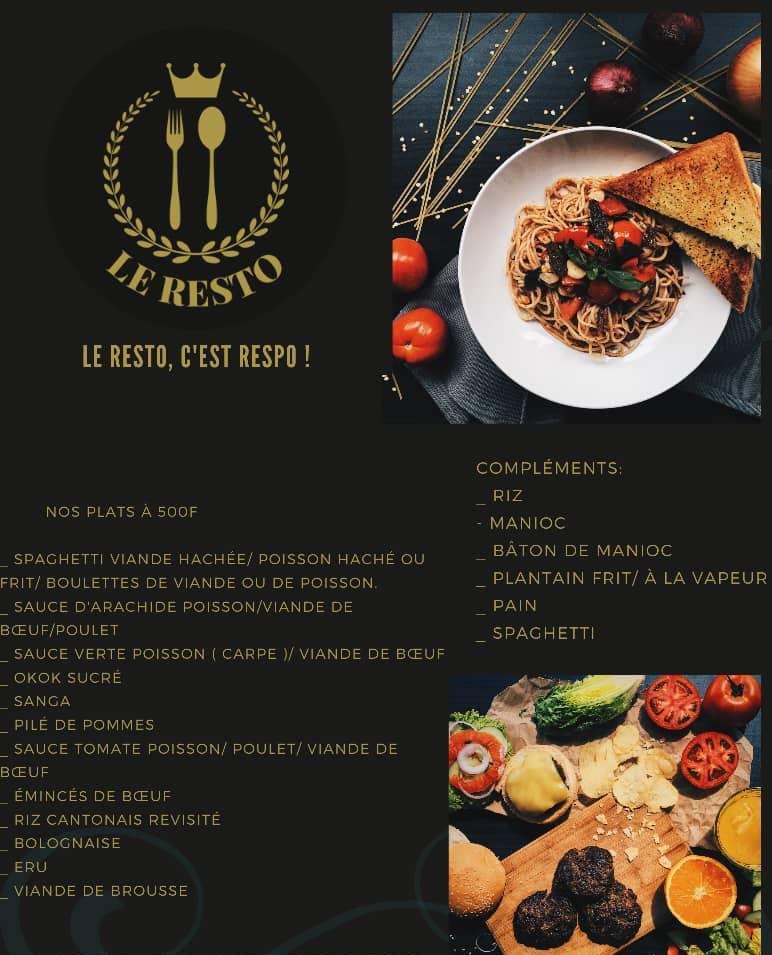 LE RESTO
LE RESTO, C'EST RESPO !
NOS PLATS À 500F
_ SPAGHETTI VIANDE HACHÉE/ POISSON HACHÉ OU
FRIT/ BOULETTES DE VIANDE OU DE POISSON.
_ SAUCE D'ARACHIDE POISSON/VIANDE DE
BŒUF/POULET
_ SAUCE VERTE POISSON ( CARPE )/ VIANDE DE BŒUF
_ OKOK SUCRÉ
_ SANGA
_ PILÉ DE POMMES
_ SAUCE TOMATE POISSON/ POULET/ VIANDE DE
BŒUF
_ ÉMINCÉS DE BŒUF
_ RIZ CANTONAIS REVISITÉ
_ BOLOGNAISE
_ ERU
_ VIANDE DE BROUSSE
COMPLÉMENTS:
_ RIZ
- MANIOC
_ BÂTON DE MANIOC
_ PLANTAIN FRIT/ À LA VAPEUR
_ PAIN
_ SPAGHETTI